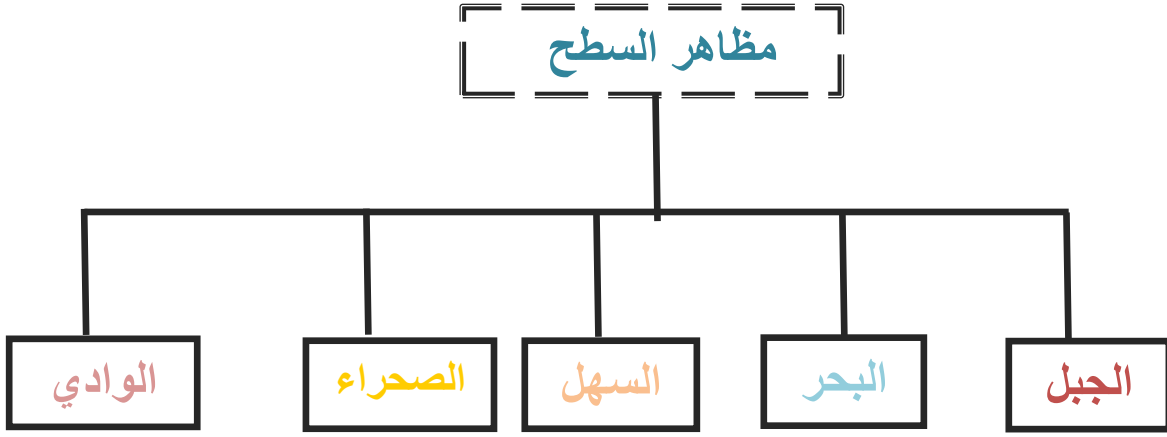 مظاهر السطح
الجبل
البحر
السهل
الصحراء
الوادي